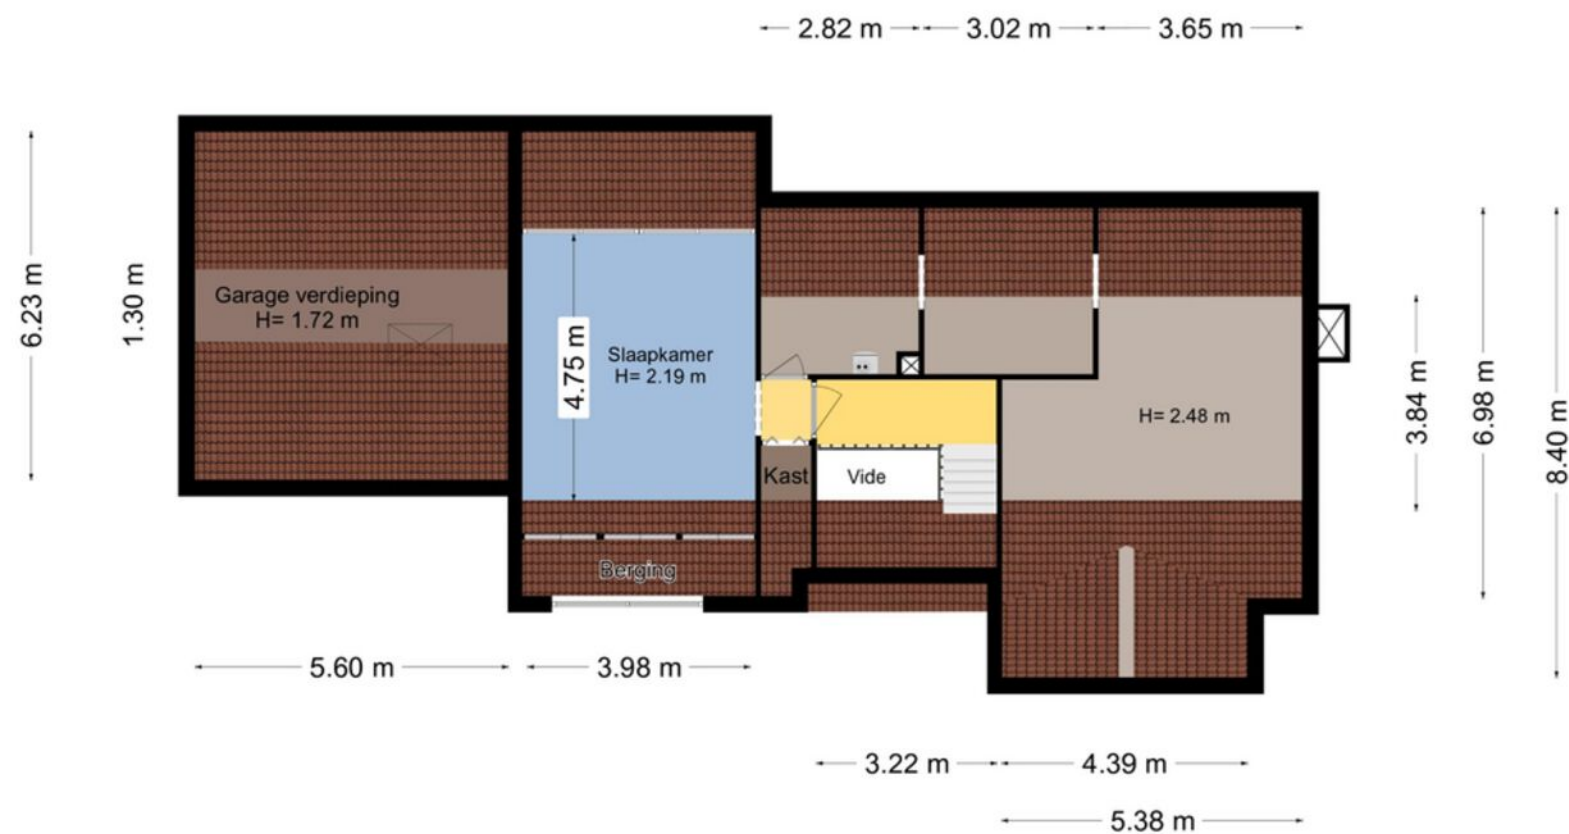 2.82 m
3.02 m
3.65 m
6.23 m
1.30 m
Garage verdieping
H= 1.72 m
4.75 m
Slaapkamer
H= 2.19 m
H= 2.48 m
Kast
Vide
Berging
3.84 m
6.98 m
8.40 m
5.60 m
3.98 m
3.22 m
4.39 m
5.38 m